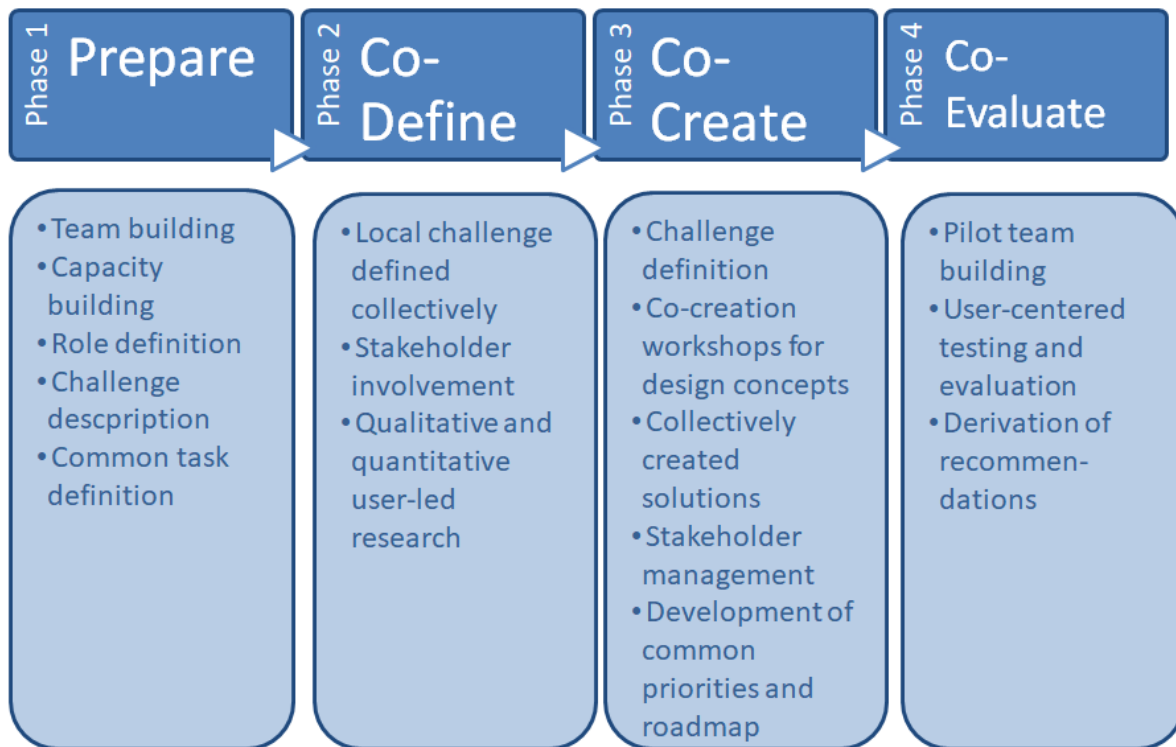 Phase 1
Prepare
Phase 2
Co-
Define
Phase 3
Co-
Create
Phase 4
Co-
Evaluate
•Team building
•Capacity
building
•Role definition
•Challenge
descpription
•Common task
definition
•Local challenge
defined
collectively
•Stakeholder
involvement
•Qualitative and
quantitative
user-led
research
•Challenge
definition
•Co-creation
workshops for
design concepts
•Collectively
created
solutions
•Stakeholder
management
•Development of
common
priorities and
roadmap
•Pilot team
building
•User-centered
testing and
evaluation
•Derivation of
recommen-
dations